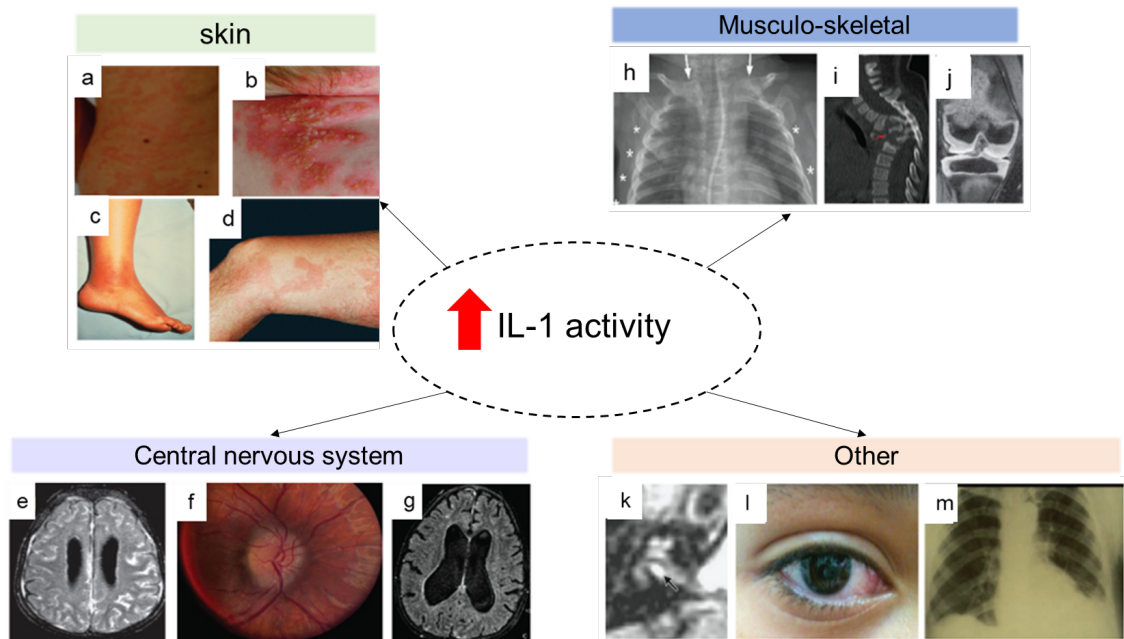 skin
a
b
c
d
Musculo-skeletal
h
i
j
IL-1 activity
Central nervous system
e
f
g
Other
k
l
m